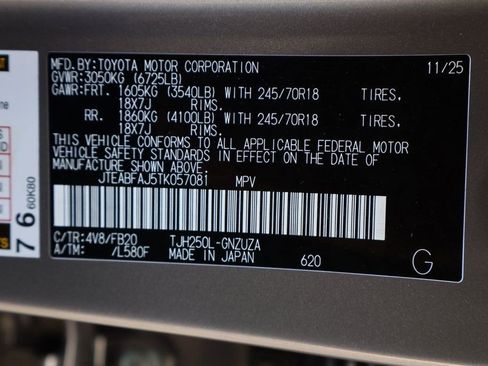 MFD.BY:TOYOTA MOTOR CORPORATION 11/25
GVWR:3050KG (6725LB)
GAWR:FRT. 1605KG (3540LB) WITH 245/70R18 TIRES,
18X7J RIMS.
RR. 1860KG (4100LB) WITH 245/70R18 TIRES,
18X7J RIMS.
THIS VEHICLE CONFORMS TO ALL APPLICABLE FEDERAL MOTOR
VEHICLE SAFETY STANDARDS IN EFFECT ON THE DATE OF
MANUFACTURE SHOWN ABOVE.
JTEABFAJ5TK057081 MPV
C/TR:4V8/FB20 TJH250L-GNZUZA
A/TM: /L580F MADE IN JAPAN 620
G
7 6 60K80